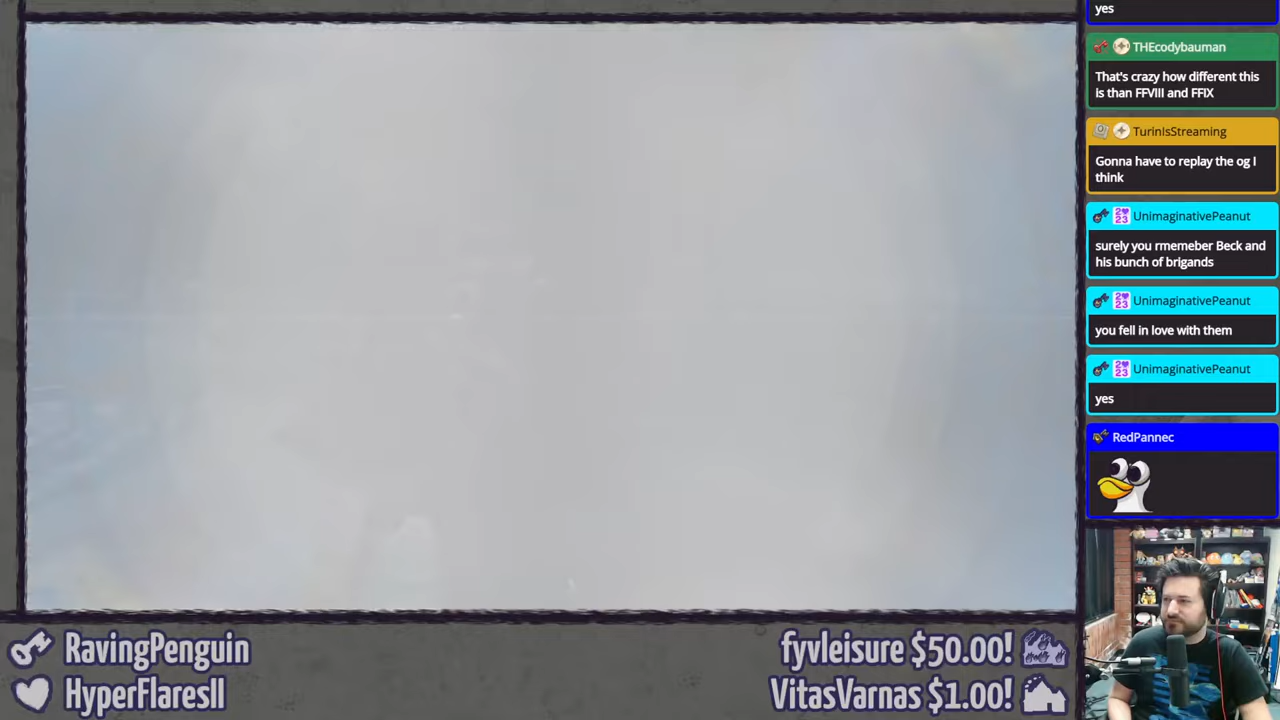 yes
THEcodybauman
That's crazy how different this
is than FFVIII and FFIX
TurinIsStreaming
Gonna have to replay the og I
think
UnimaginativePeanut
surely you rmemeber Beck and
his bunch of brigands
UnimaginativePeanut
you fell in love with them
UnimaginativePeanut
yes
RedPannec
RavingPenguin
HyperFlaresII
fyvleisure $50.00!
VitasVarnas $1.00!